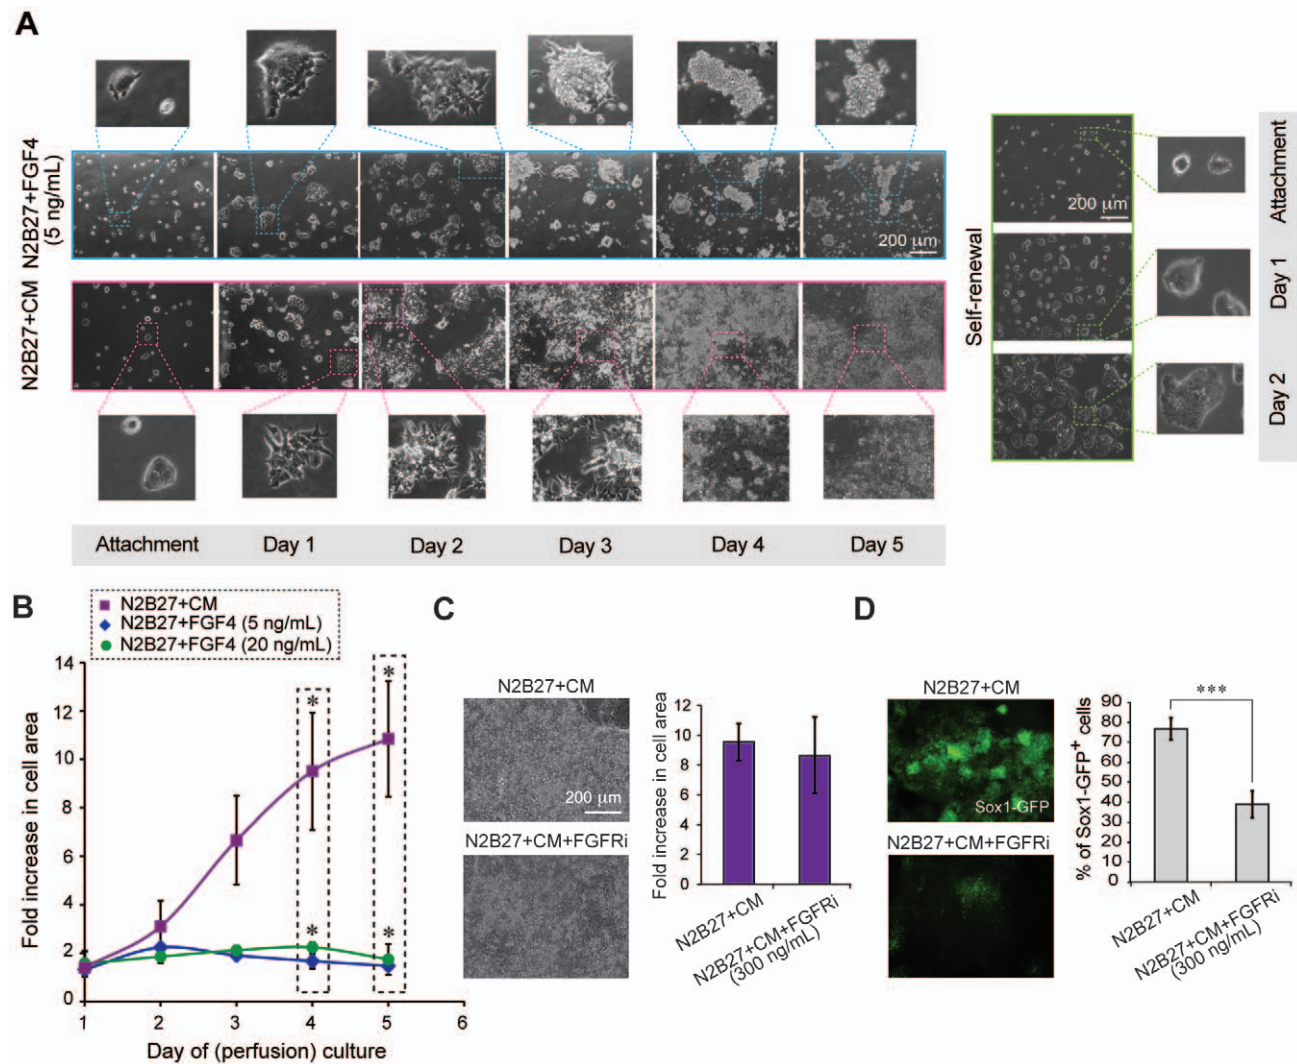 A
N2B27+FGF4
(5 ng/mL)
200 µm
N2B27+CM
Attachment
Day 1
Day 2
Day 3
Day 4
Day 5
Self-renewal
200 µm
Attachment
Day 1
Day 2
B
N2B27+CM
N2B27+FGF4 (5 ng/mL)
N2B27+FGF4 (20 ng/mL)
Fold increase in cell area
14
12
10
8
6
4
2
0
*
*
*
*
1
2
3
4
5
6
Day of (perfusion) culture
C
N2B27+CM
200 µm
N2B27+CM+FGFRi
Fold increase in cell area
12
10
8
6
4
2
0
N2B27+CM
N2B27+CM+FGFRi
(300 ng/mL)
D
N2B27+CM
Sox1-GFP
N2B27+CM+FGFRi
% of Sox1-GFP+ cells
90
80
70
60
50
40
30
20
10
0
***
N2B27+CM
N2B27+CM+FGFRi
(300 ng/mL)